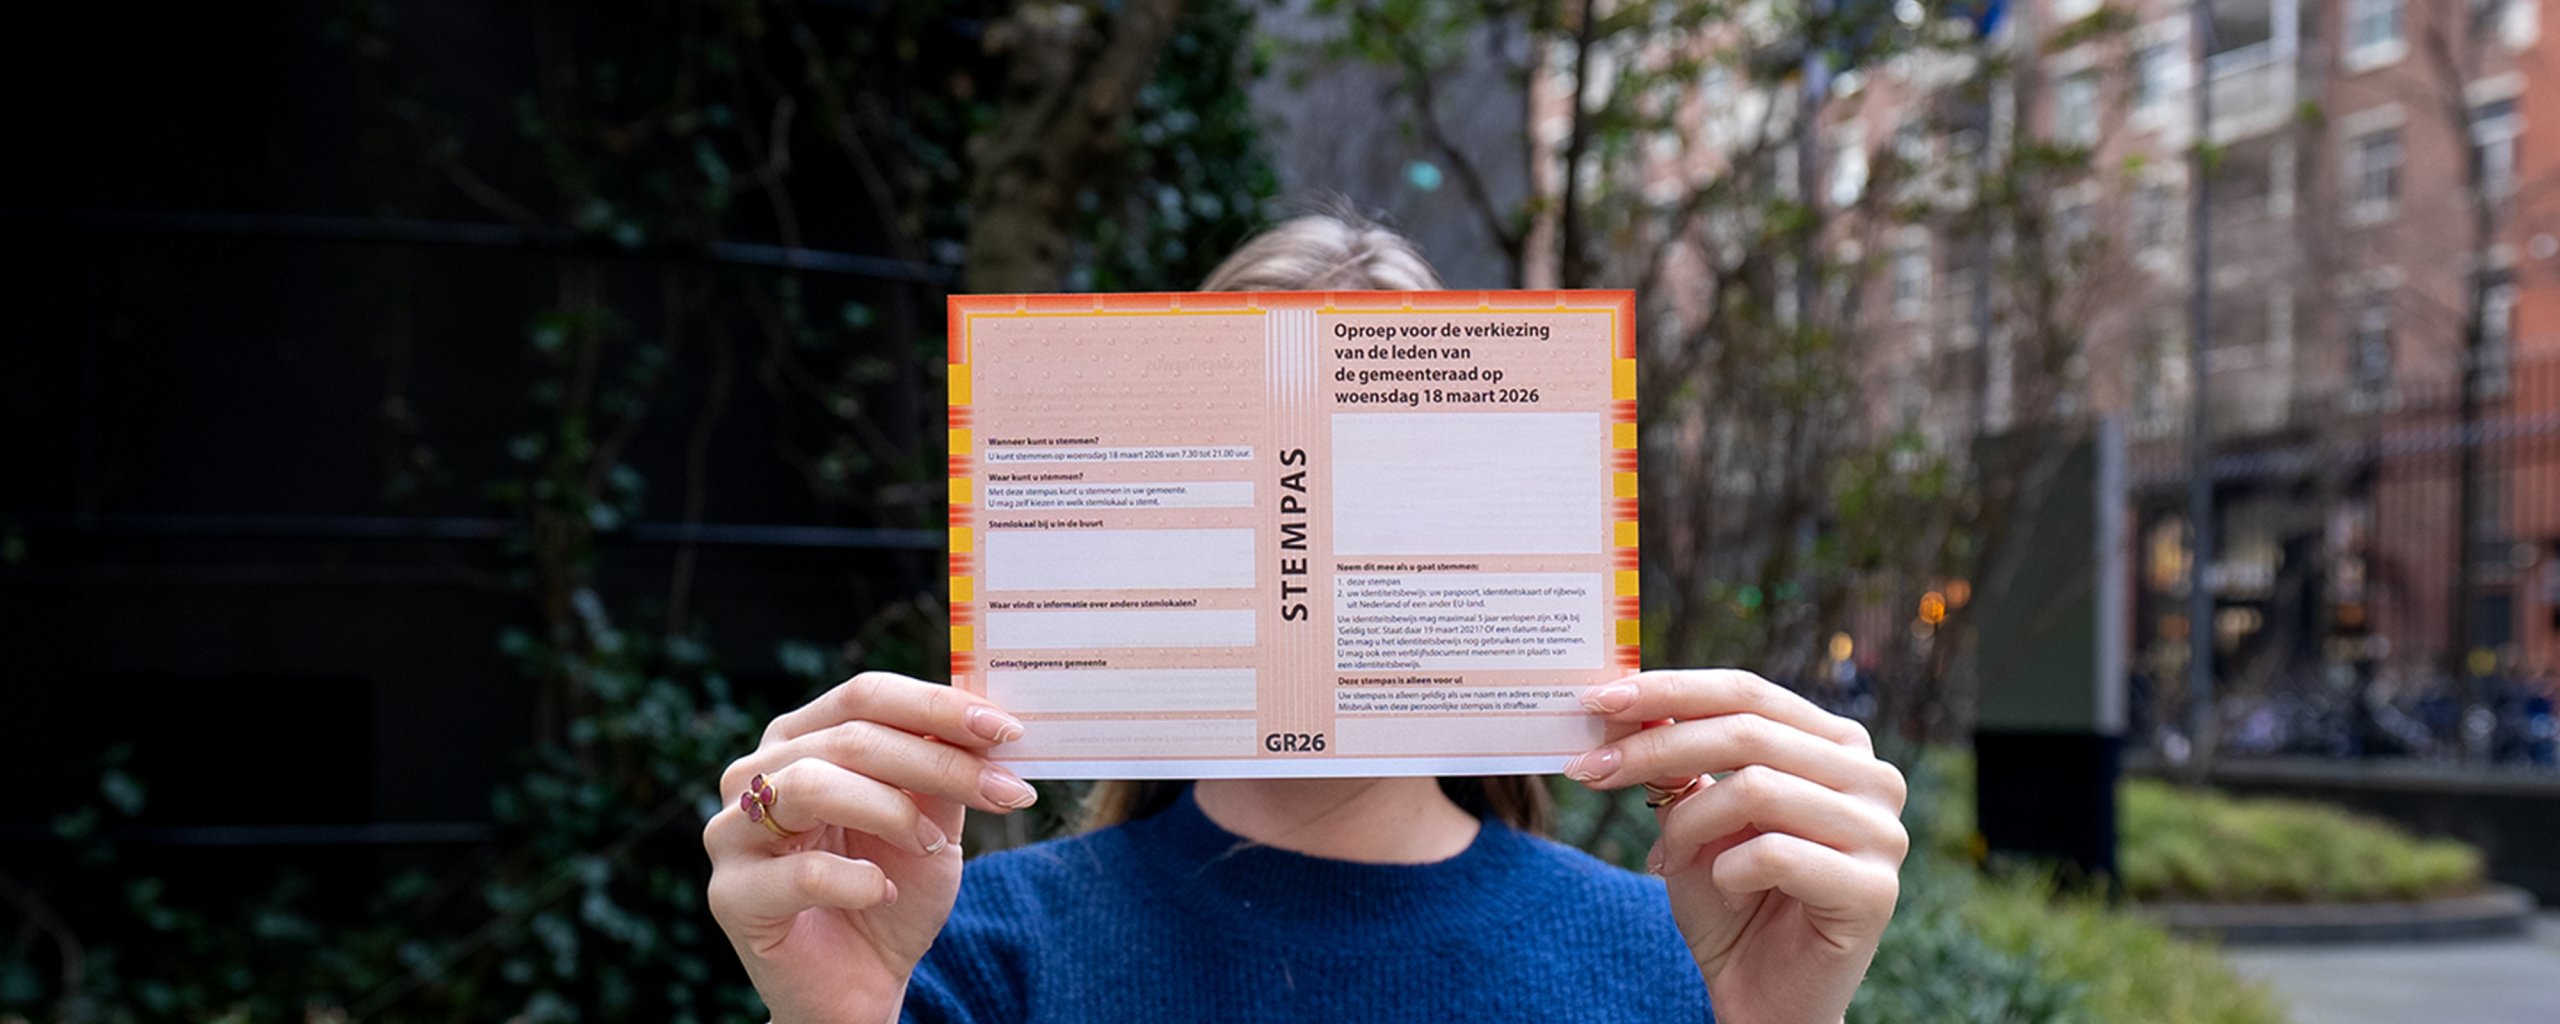 Wanneer kunt u stemmen?
U kunt stemmen op woensdag 18 maart 2026 van 7.30 tot 21.00 uur.
Waar kunt u stemmen?
Met deze stempas kunt u stemmen in uw gemeente.
U mag zelf kiezen in welk stemlokaal u stemt.
Stemlokaal bij u in de buurt
Waar vindt u informatie over andere stemlokalen?
Contactgegevens gemeente
STEMPAS
GR26
Oproep voor de verkiezing
van de leden van
de gemeenteraad op
woensdag 18 maart 2026
Neem dit mee als u gaat stemmen:
1. deze stempas
2. uw identiteitsbewijs: uw paspoort, identiteitskaart of rijbewijs
uit Nederland of een ander EU-land.
Uw identiteitsbewijs mag maximaal 5 jaar verlopen zijn. Kijk bij
'Geldig tot'. Staat daar 19 maart 2021? Of een datum daarna?
Dan mag u het identiteitsbewijs nog gebruiken om te stemmen.
U mag ook een verblijfsdocument meenemen in plaats van
een identiteitsbewijs.
Deze stempas is alleen voor u!
Uw stempas is alleen geldig als uw naam en adres erop staan.
Misbruik van deze persoonlijke stempas is strafbaar.